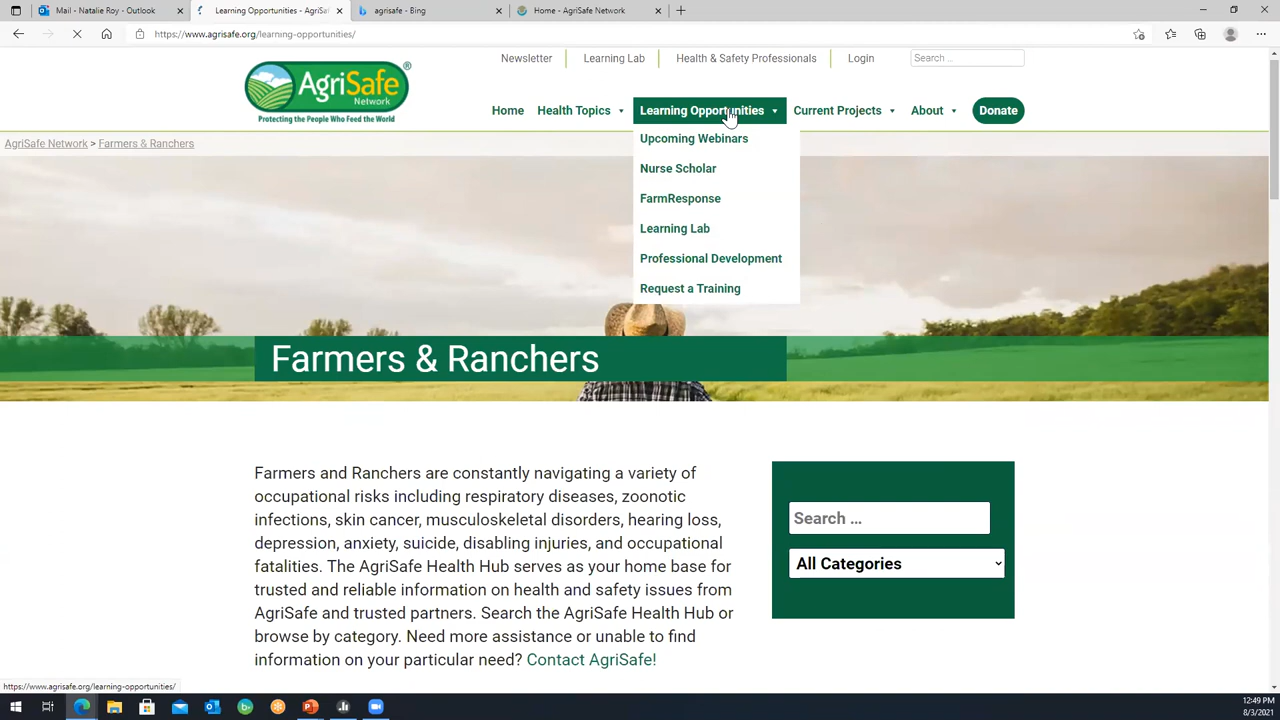 Mail - Natalie Roy - Outlook
Learning Opportunities - AgriSa
agrisafe - Bing
Home - AgriSafe Network
https://www.agrisafe.org/learning-opportunities/
Newsletter
Learning Lab
Health & Safety Professionals
Login
Search ...
AgriSafe
Network
®
Protecting the People Who Feed the World
Home
Health Topics
Learning Opportunities
Current Projects
About
Donate
AgriSafe Network > Farmers & Ranchers
Upcoming Webinars
Nurse Scholar
FarmResponse
Learning Lab
Professional Development
Request a Training
Farmers & Ranchers
Farmers and Ranchers are constantly navigating a variety of
occupational risks including respiratory diseases, zoonotic
infections, skin cancer, musculoskeletal disorders, hearing loss,
depression, anxiety, suicide, disabling injuries, and occupational
fatalities. The AgriSafe Health Hub serves as your home base for
trusted and reliable information on health and safety issues from
AgriSafe and trusted partners. Search the AgriSafe Health Hub or
browse by category. Need more assistance or unable to find
information on your particular need? Contact AgriSafe!
Search ...
All Categories
https://www.agrisafe.org/learning-opportunities/
12:49 PM
8/3/2021